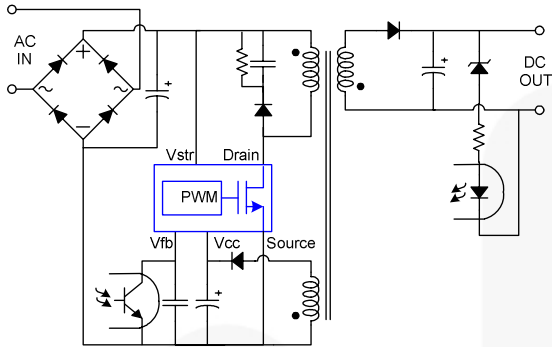 AC
IN
+
~
~
−
+
+
DC
OUT
Vstr
Drain
PWM
Vfb
Vcc
Source
+